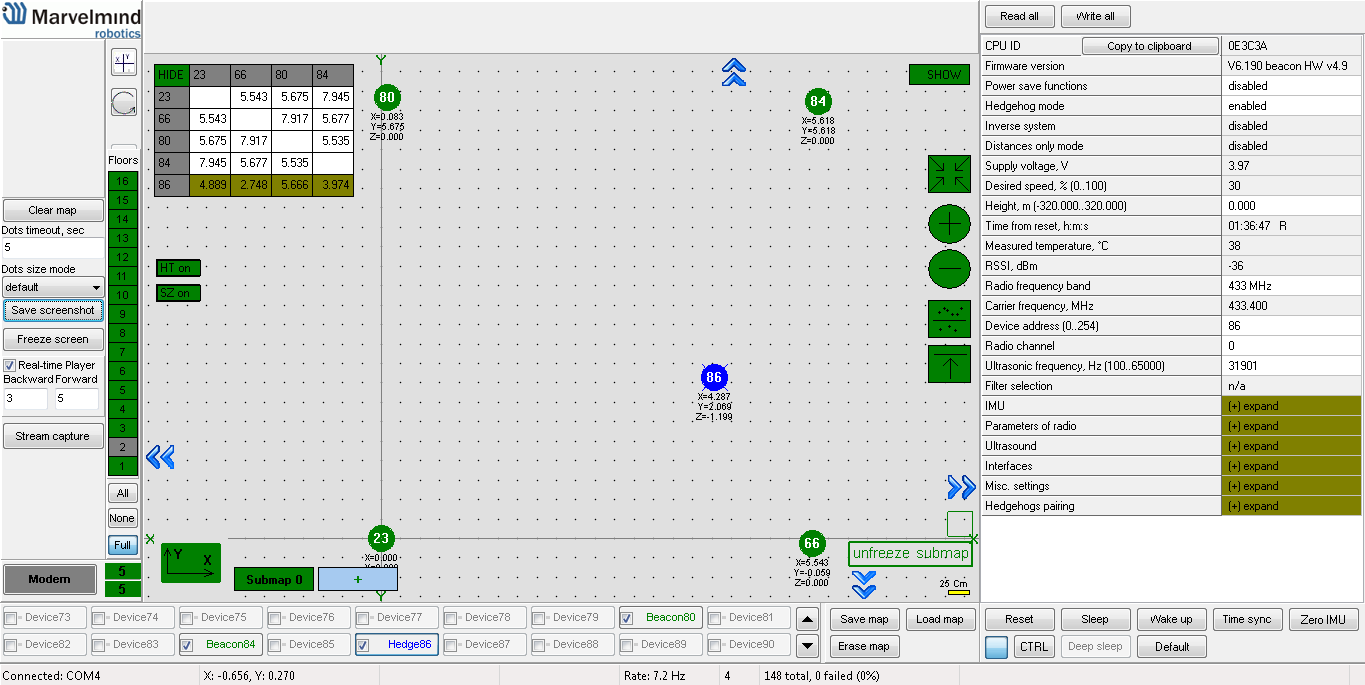 Marvelmind
robotics
Clear map
Dots timeout, sec
5
Dots size mode
default
Save screenshot
Freeze screen
Real-time Player
Backward Forward
3 5
Stream capture
Modern
X Y
Floors
16
15
14
13
12
11
10
9
8
7
6
5
4
3
2
1
All
None
Full
5
5
HIDE 23 66 80 84
23 5.543 5.675 7.945
66 5.543 7.917 5.677
80 5.675 7.917 5.535
84 7.945 5.677 5.535
86 4.889 2.748 5.666 3.974
HT on
SZ on
Y
80
X=0.083
Y=5.675
Z=0.000
84
X=5.618
Y=5.618
Z=0.000
SHOW
86
X=4.287
Y=2.069
Z=-1.199
23
X=0.000
66
X=5.543
Y=-0.059
Z=0.000
X
X
Y
Y X
Submap 0 +
unfreeze submap
25 Cm
Read all Write all
CPU ID Copy to clipboard 0E3C3A
Firmware version V6.190 beacon HW v4.9
Power save functions disabled
Hedgehog mode enabled
Inverse system disabled
Distances only mode disabled
Supply voltage, V 3.97
Desired speed, % (0..100) 30
Height, m (-320.000..320.000) 0.000
Time from reset, h:m:s 01:36:47 R
Measured temperature, °C 38
RSSI, dBm -36
Radio frequency band 433 MHz
Carrier frequency, MHz 433.400
Device address (0..254) 86
Radio channel 0
Ultrasonic frequency, Hz (100..65000) 31901
Filter selection n/a
IMU (+) expand
Parameters of radio (+) expand
Ultrasound (+) expand
Interfaces (+) expand
Misc. settings (+) expand
Hedgehogs pairing (+) expand
Device73 Device74 Device75 Device76 Device77 Device78 Device79 Beacon80 Device81
Device82 Device83 Beacon84 Device85 Hedge86 Device87 Device88 Device89 Device90
Save map Load map
Erase map
Reset Sleep Wake up Time sync Zero IMU
CTRL Deep sleep Default
Connected: COM4 X: -0.656, Y: 0.270 Rate: 7.2 Hz 4 148 total, 0 failed (0%)